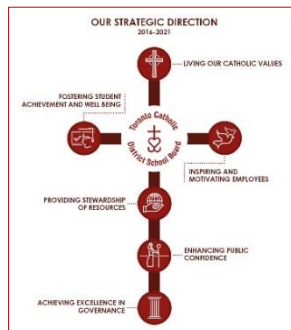 OUR STRATEGIC DIRECTION
2016-2021
LIVING OUR CATHOLIC VALUES
FOSTERING STUDENT
ACHIEVEMENT AND WELL BEING
Toronto Catholic
District School Board
INSPIRING AND
MOTIVATING EMPLOYEES
PROVIDING STEWARDSHIP
OF RESOURCES
ENHANCING PUBLIC
CONFIDENCE
ACHIEVING EXCELLENCE IN
GOVERNANCE